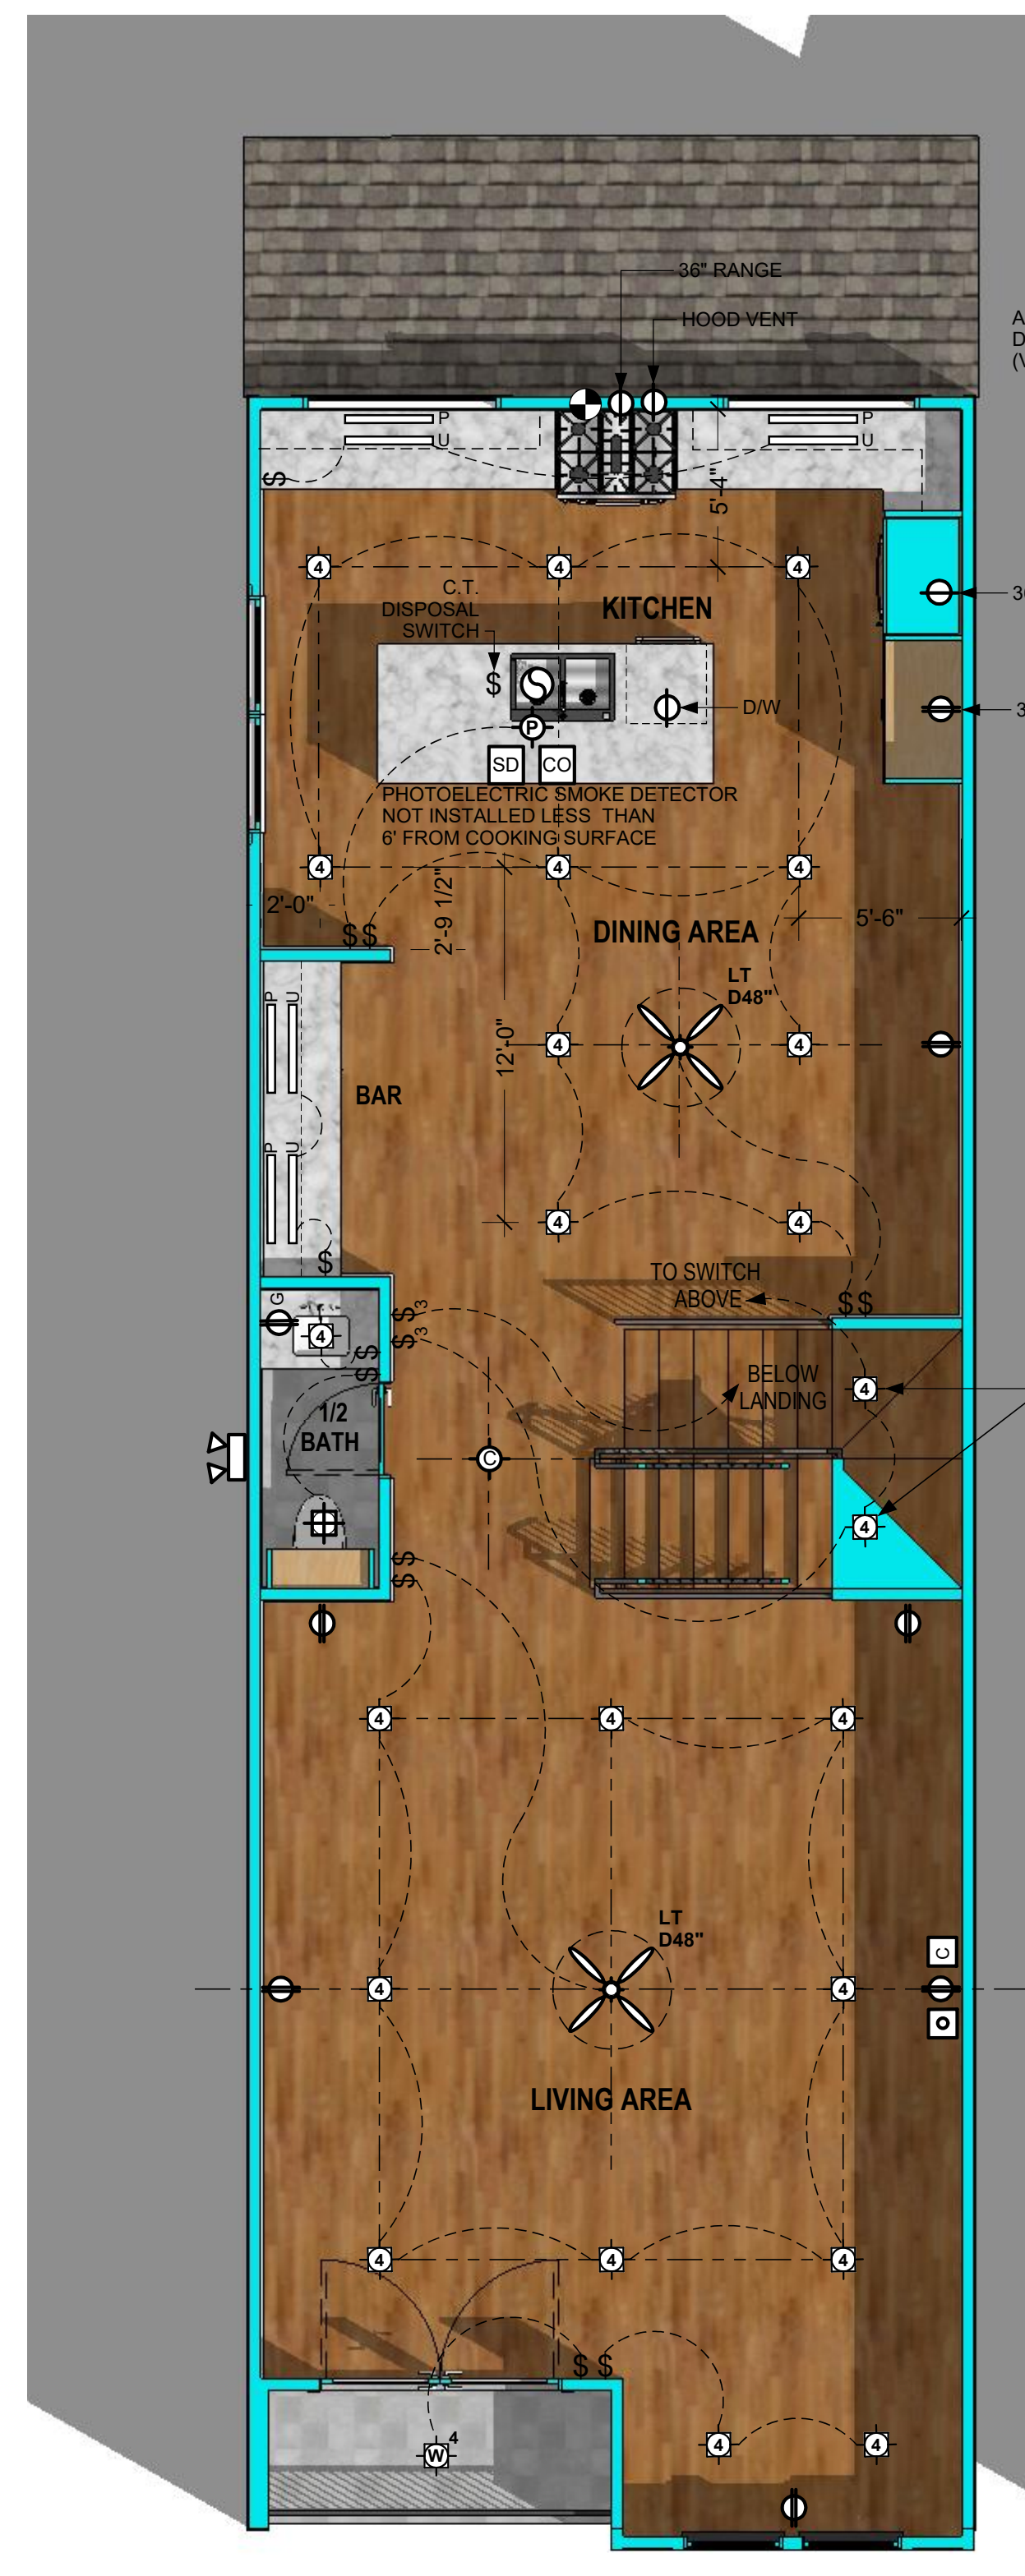 36" RANGE
HOOD VENT
A
D
(V
P
U
P
U
$
5'-4"
4
4
4
C.T.
DISPOSAL
SWITCH
$
KITCHEN
36
D/W
3
P
SD
CO
PHOTOELECTRIC SMOKE DETECTOR
NOT INSTALLED LESS THAN
6' FROM COOKING SURFACE
4
4
4
2'-0"
2'-9 1/2"
5'-6"
$$
DINING AREA
LT
D48"
P
U
12'-0"
4
4
BAR
P
U
4
4
$
TO SWITCH
ABOVE
$$
G
$3
$3
4
$
$
BELOW
LANDING
4
1/2
BATH
C
4
$
$
4
4
4
LT
D48"
C
4
4
LIVING AREA
4
4
4
$ $
W
4
4
4